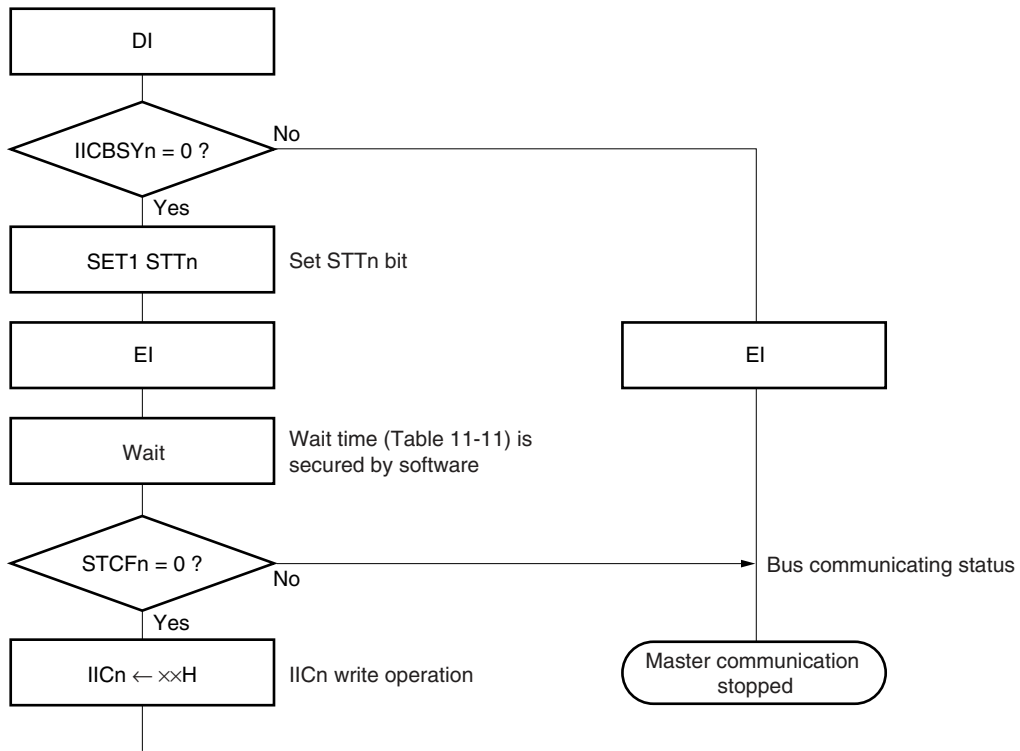 DI
IICBSYn = 0 ?
No
Yes
SET1 STTn
Set STTn bit
EI
EI
Wait
Wait time (Table 11-11) is
secured by software
STCFn = 0 ?
No
Bus communicating status
Yes
IICn ← ××H
IICn write operation
Master communication
stopped